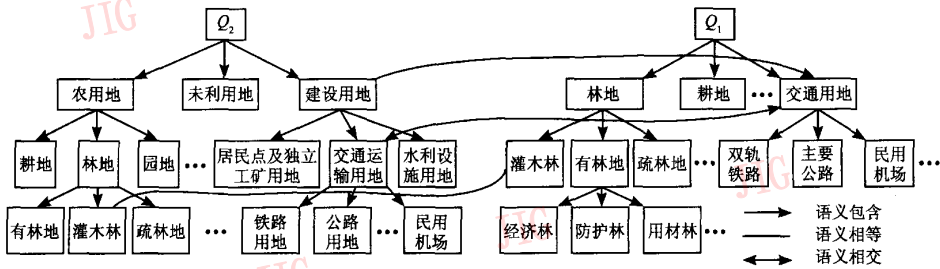 JIG
Q₂
Q₁
农用地 未利用地 建设用地 林地 耕地 … 交通用地
耕地 林地 园地 … 居民点及独立工矿用地 交通运输用地 水利设施用地 灌木林 有林地 疏林地 … 双轨铁路 主要公路 民用机场 …
JIG
有林地 灌木林 疏林地 … 铁路用地 公路用地 … 民用机场 经济林 防护林 用材林 …
JIG
语义包含
语义相等
语义相交
JIG